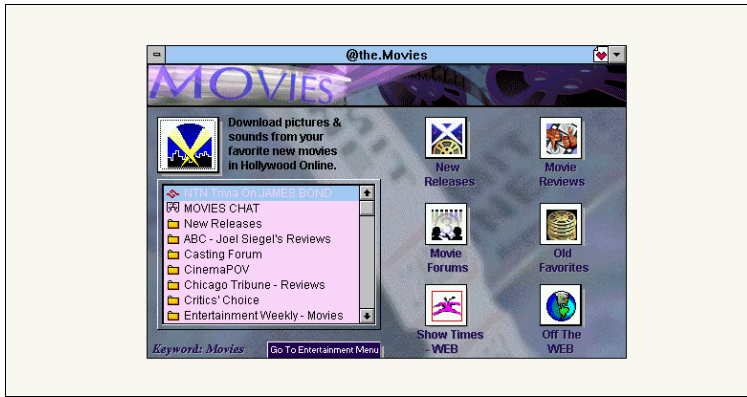 @the.Movies
MOVIES
Download pictures &
sounds from your
favorite new movies
in Hollywood Online.
NTN Trivia On JAMES BOND
MOVIES CHAT
New Releases
ABC - Joel Siegel's Reviews
Casting Forum
CinemaPOV
Chicago Tribune - Reviews
Critics' Choice
Entertainment Weekly - Movies
New
Releases
Movie
Reviews
Movie
Forums
Old
Favorites
Show Times
- WEB
Off The
WEB
Keyword: Movies
Go To Entertainment Menu